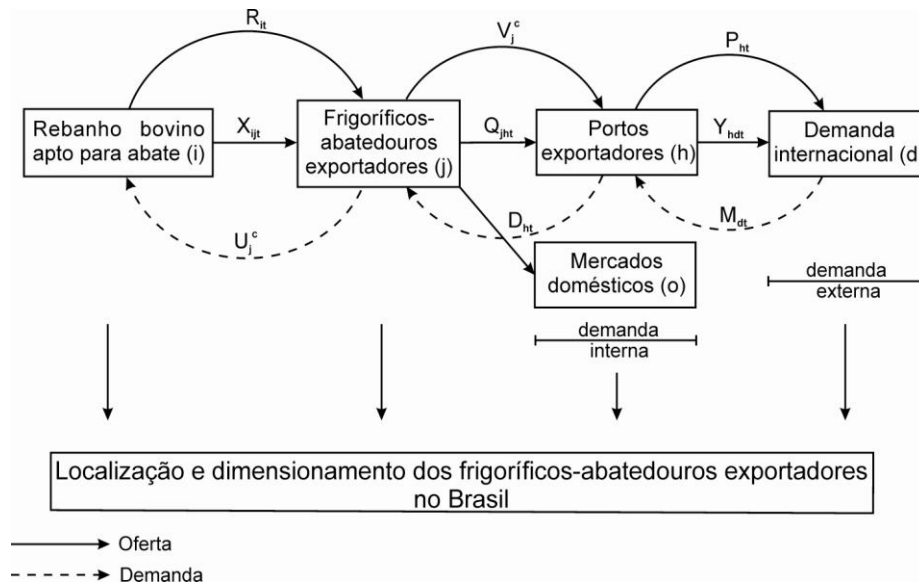 R_it
V_j^c
P_ht
Rebanho bovino
apto para abate (i)
X_ijt
Frigoríficos-
abatedouros
exportadores (j)
Q_jht
Portos
exportadores (h)
Y_hdt
Demanda
internacional (d
U_j^c
D_ht
M_dt
Mercados
domésticos (o)
demanda
externa
demanda
interna
Localização e dimensionamento dos frigoríficos-abatedouros exportadores
no Brasil
Oferta
Demanda